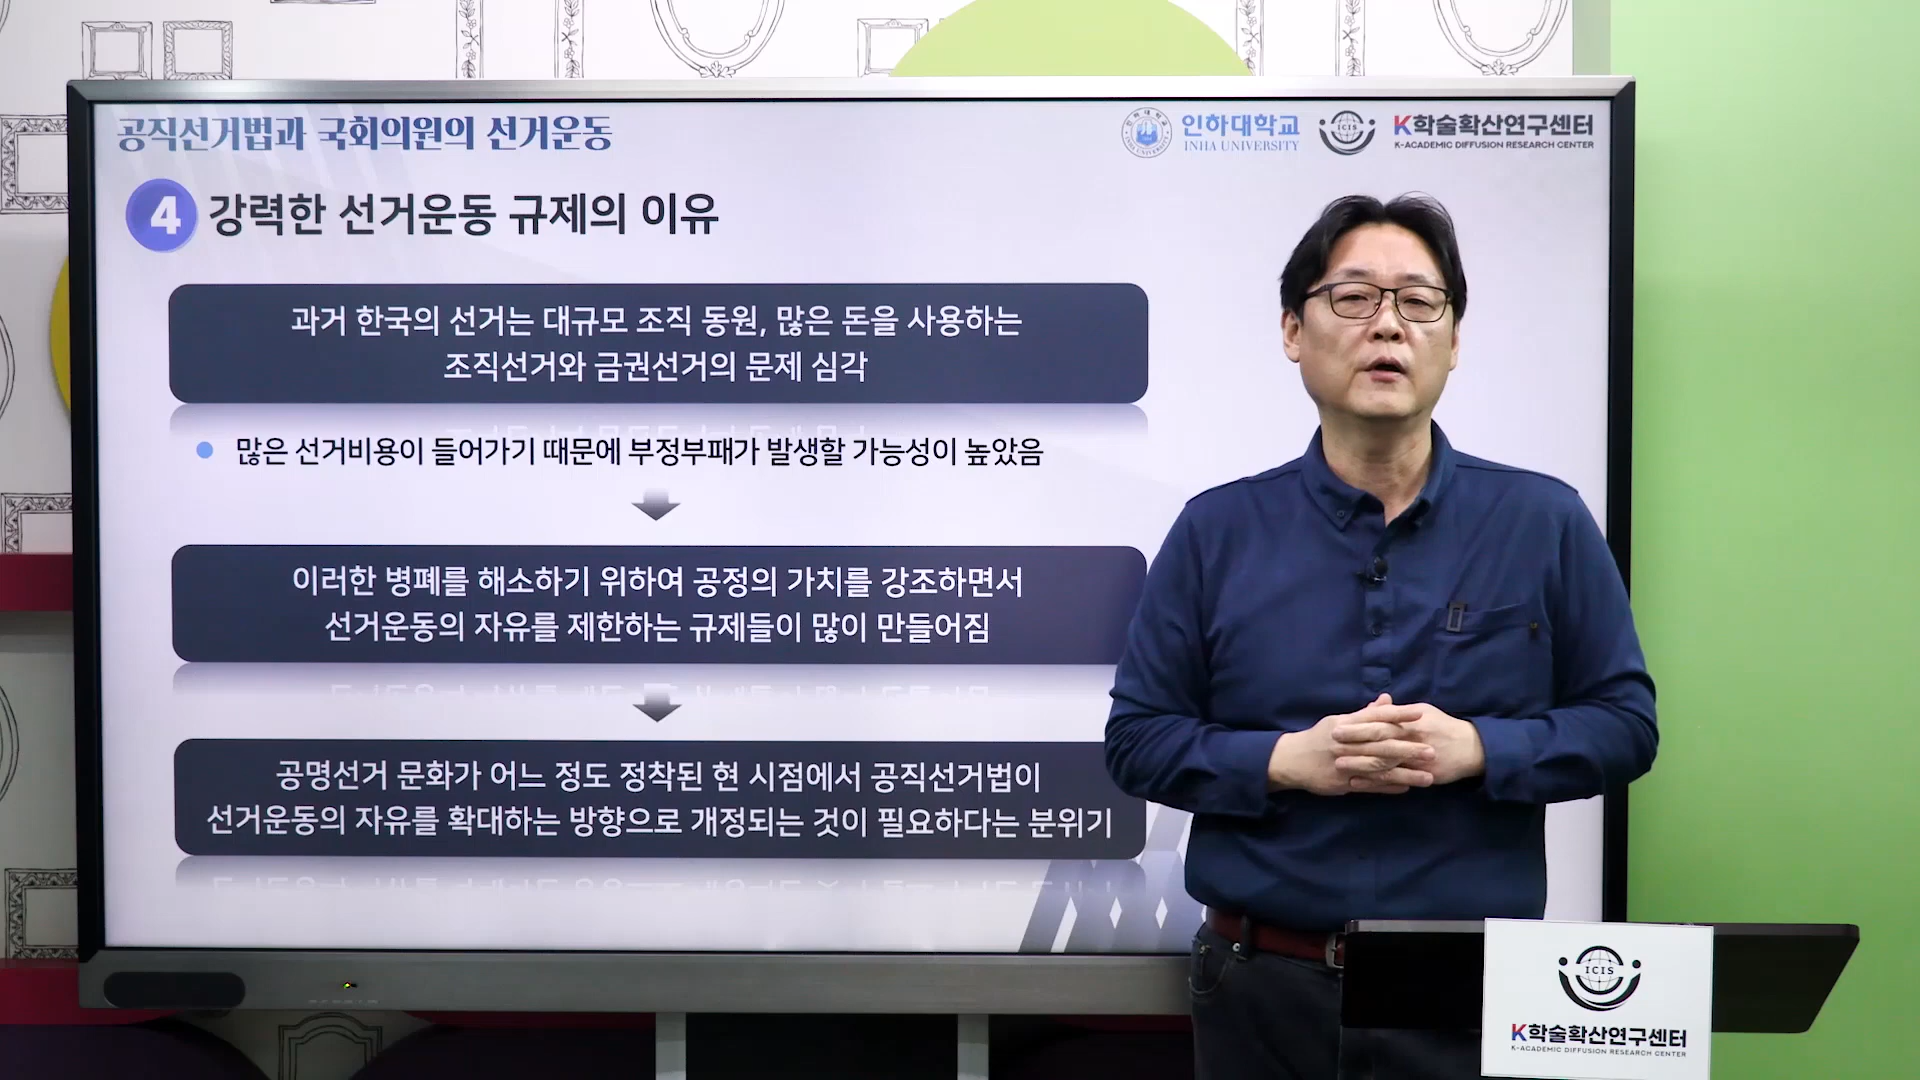 공직선거법과 국회의원의 선거운동
인하대학교
INHA UNIVERSITY
ICIS
K학술확산연구센터
K-ACADEMIC DIFFUSION RESEARCH CENTER
4 강력한 선거운동 규제의 이유
과거 한국의 선거는 대규모 조직 동원, 많은 돈을 사용하는
조직선거와 금권선거의 문제 심각
많은 선거비용이 들어가기 때문에 부정부패가 발생할 가능성이 높았음
이러한 병폐를 해소하기 위하여 공정의 가치를 강조하면서
선거운동의 자유를 제한하는 규제들이 많이 만들어짐
공명선거 문화가 어느 정도 정착된 현 시점에서 공직선거법이
선거운동의 자유를 확대하는 방향으로 개정되는 것이 필요하다는 분위기
ICIS
K학술확산연구센터
K-ACADEMIC DIFFUSION RESEARCH CENTER